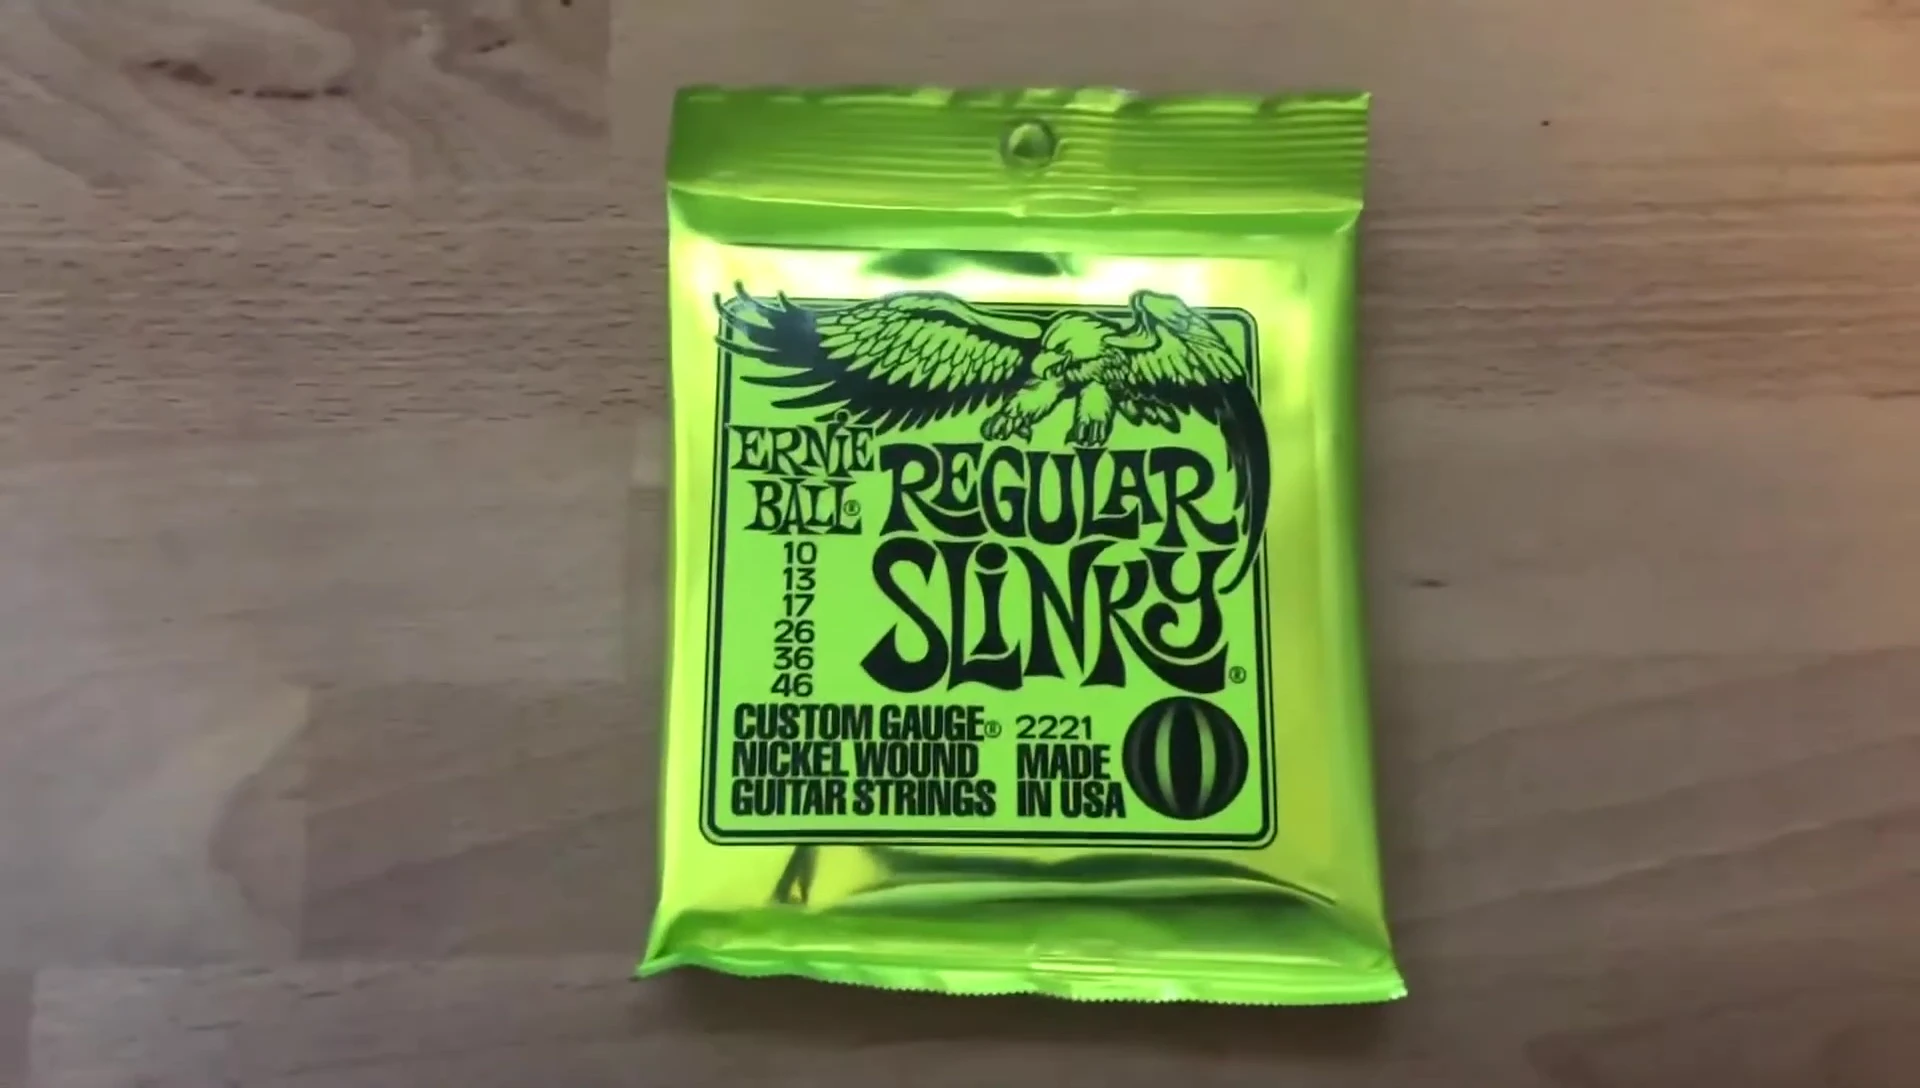 ERNIE
BALL®
REGULAR
SLINKY®
10
13
17
26
36
46
CUSTOM GAUGE®
NICKEL WOUND
GUITAR STRINGS
2221
MADE
IN USA